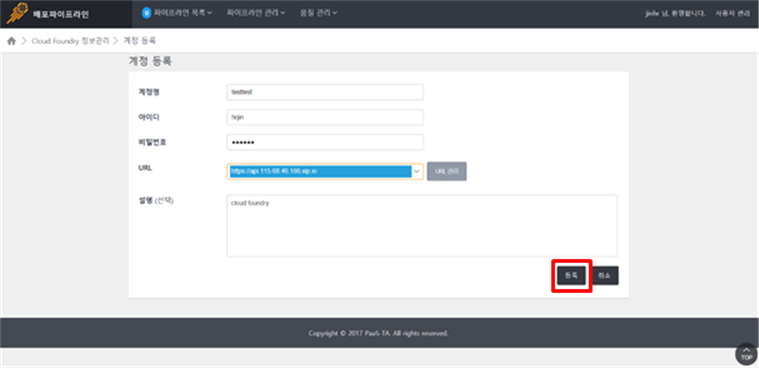 배포파이프라인
0 파이프라인 목록 파이프라인 관리 품질 관리
jinhr 님, 환영합니다. 사용자 관리
Cloud Foundry 정보관리 계정 등록
계정 등록
계정명 testtest
아이디 hrjin
비밀번호 ••••••
URL https://api.115.68.46.186.xip.io URL 관리
설명 (선택) cloud foundry
등록 취소
Copyright © 2017 PaaS-TA. All rights reserved.
TOP